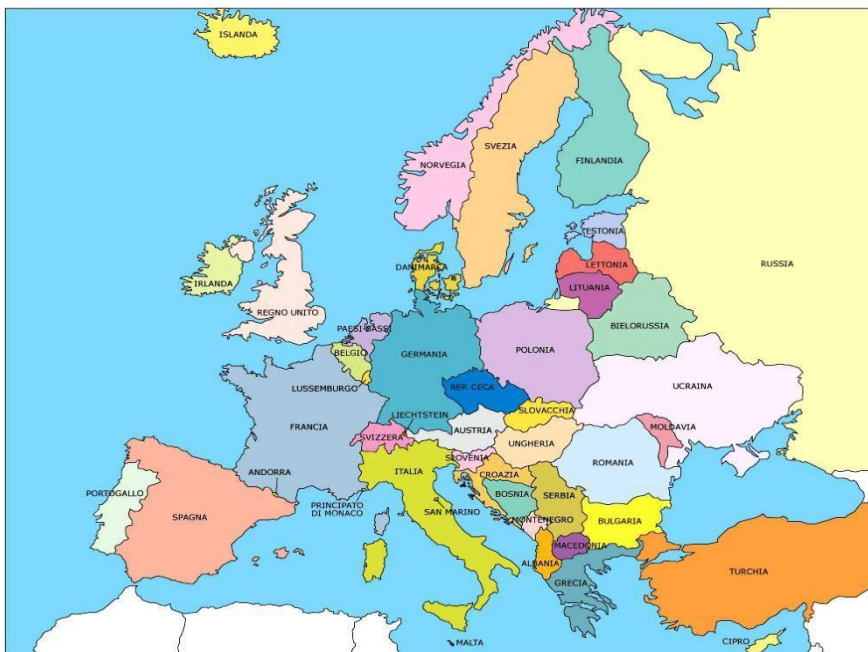 ISLANDA
SVEZIA
NORVEGIA
FINLANDIA
ESTONIA
RUSSIA
LETTONIA
DANIMARCA
IRLANDA
LITUANIA
REGNO UNITO
BIELORUSSIA
PAESI BASSI
BELGIO
GERMANIA
POLONIA
LUSSEMBURGO
REP. CECA
UCRAINA
LIECHTSTEIN
SLOVACCHIA
FRANCIA
MOLDAVIA
AUSTRIA
SVIZZERA
UNGHERIA
SLOVENIA
ROMANIA
ANDORRA
ITALIA
CROAZIA
PORTOGALLO
BOSNIA
SERBIA
PRINCIPATO
DI MONACO
SAN MARINO
SPAGNA
MONTENEGRO
BULGARIA
MACEDONIA
ALBANIA
TURCHIA
GRECIA
MALTA
CIPRO